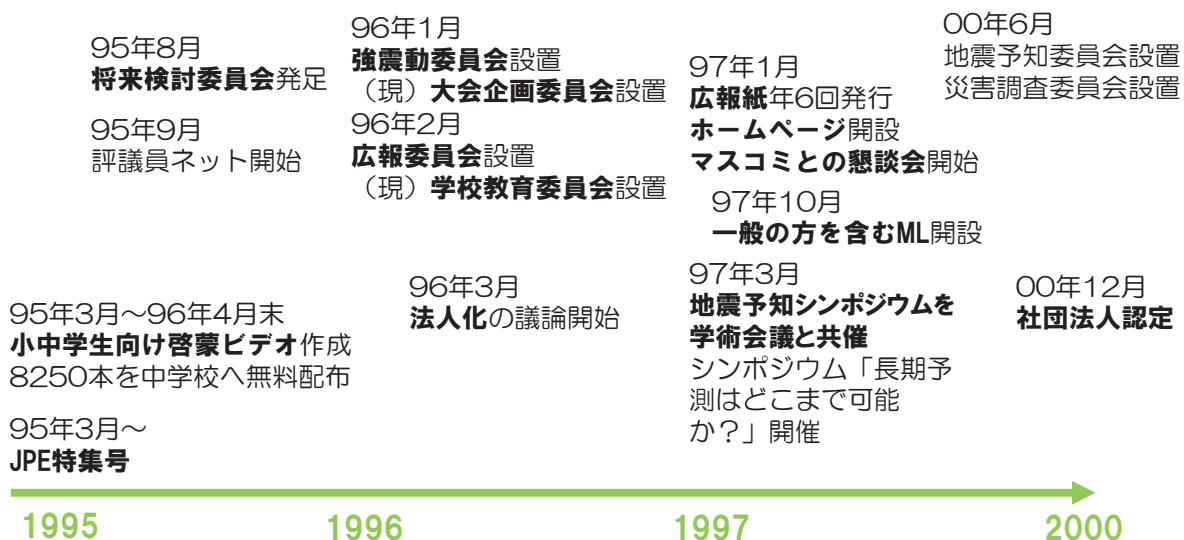 95年8月
将来検討委員会発足
95年9月
評議員ネット開始
96年1月
強震動委員会設置
（現）大会企画委員会設置
96年2月
広報委員会設置
（現）学校教育委員会設置
97年1月
広報紙年6回発行
ホームページ開設
マスコミとの懇談会開始
97年10月
一般の方を含むML開設
00年6月
地震予知委員会設置
災害調査委員会設置
95年3月～96年4月末
小中学生向け啓蒙ビデオ作成
8250本を中学校へ無料配布
95年3月～
JPE特集号
96年3月
法人化の議論開始
97年3月
地震予知シンポジウムを
学術会議と共催
シンポジウム「長期予
測はどこまで可能
か？」開催
00年12月
社団法人認定
1995
1996
1997
2000